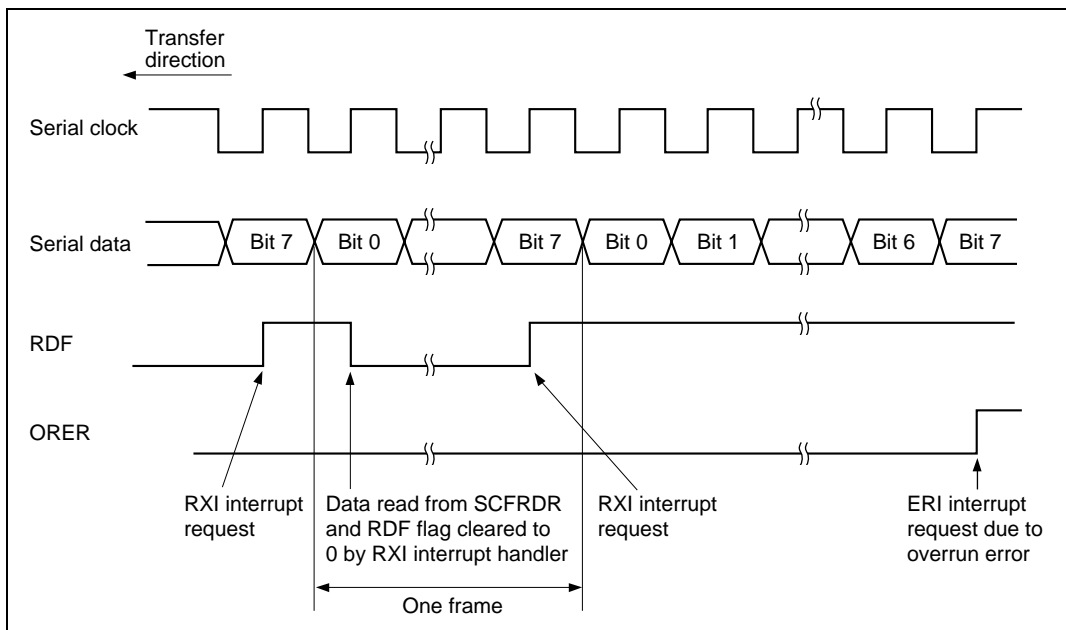 Transfer
direction
Serial clock
Serial data
Bit 7 Bit 0 Bit 7 Bit 0 Bit 1 Bit 6 Bit 7
RDF
ORER
RXI interrupt
request
Data read from SCFRDR
and RDF flag cleared to
0 by RXI interrupt handler
RXI interrupt
request
ERI interrupt
request due to
overrun error
One frame